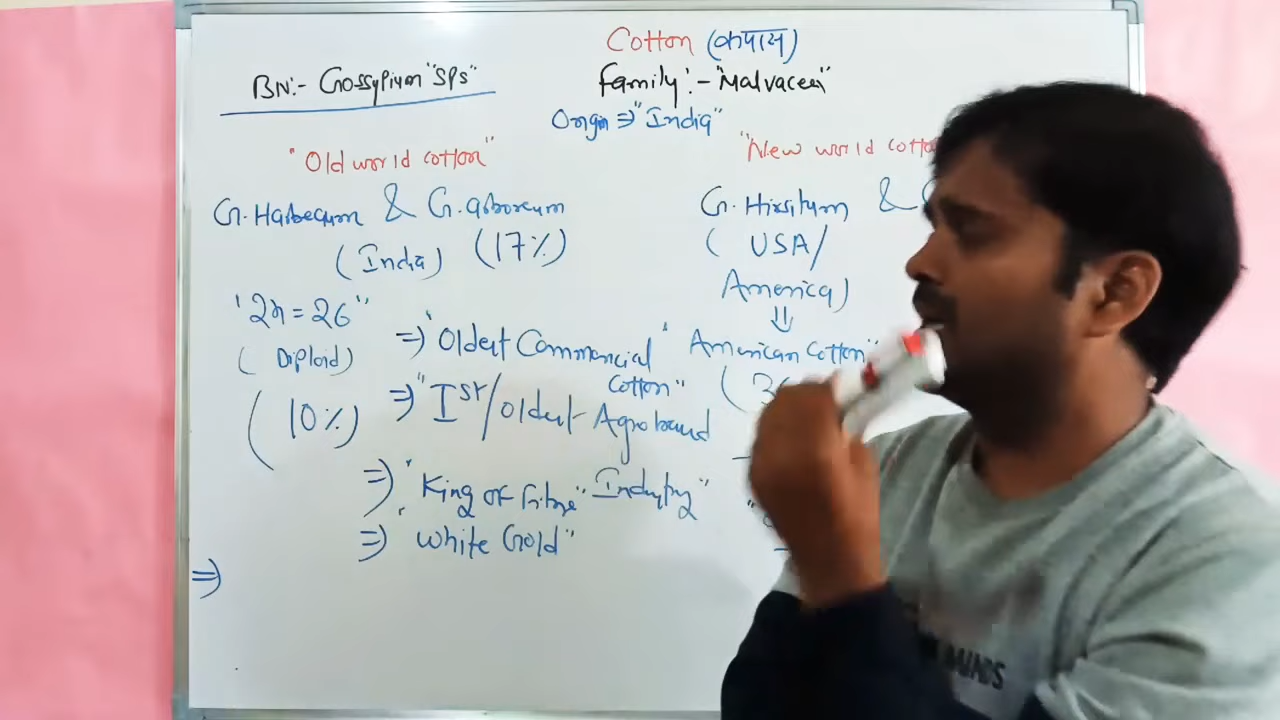 Cotton (कपास)
BN:- Gossypium "SPs"
Family:- "Malvaceea"
Origin ⇒ "India"
"Old world cotton"
"New world cotto
G. Harbecum & G. arboreum
(India) (17%)
G. Hirsitum &
( USA/
America)
⇓
American Cotton"
"2n = 26"
( Diploid)
(10%)
⇒ "Oldest Commercial
Cotton"
⇒ "Ist/oldest Agro based
Industry"
⇒ "King of Fibre"
⇒ "White Gold"
⇒
MINDS